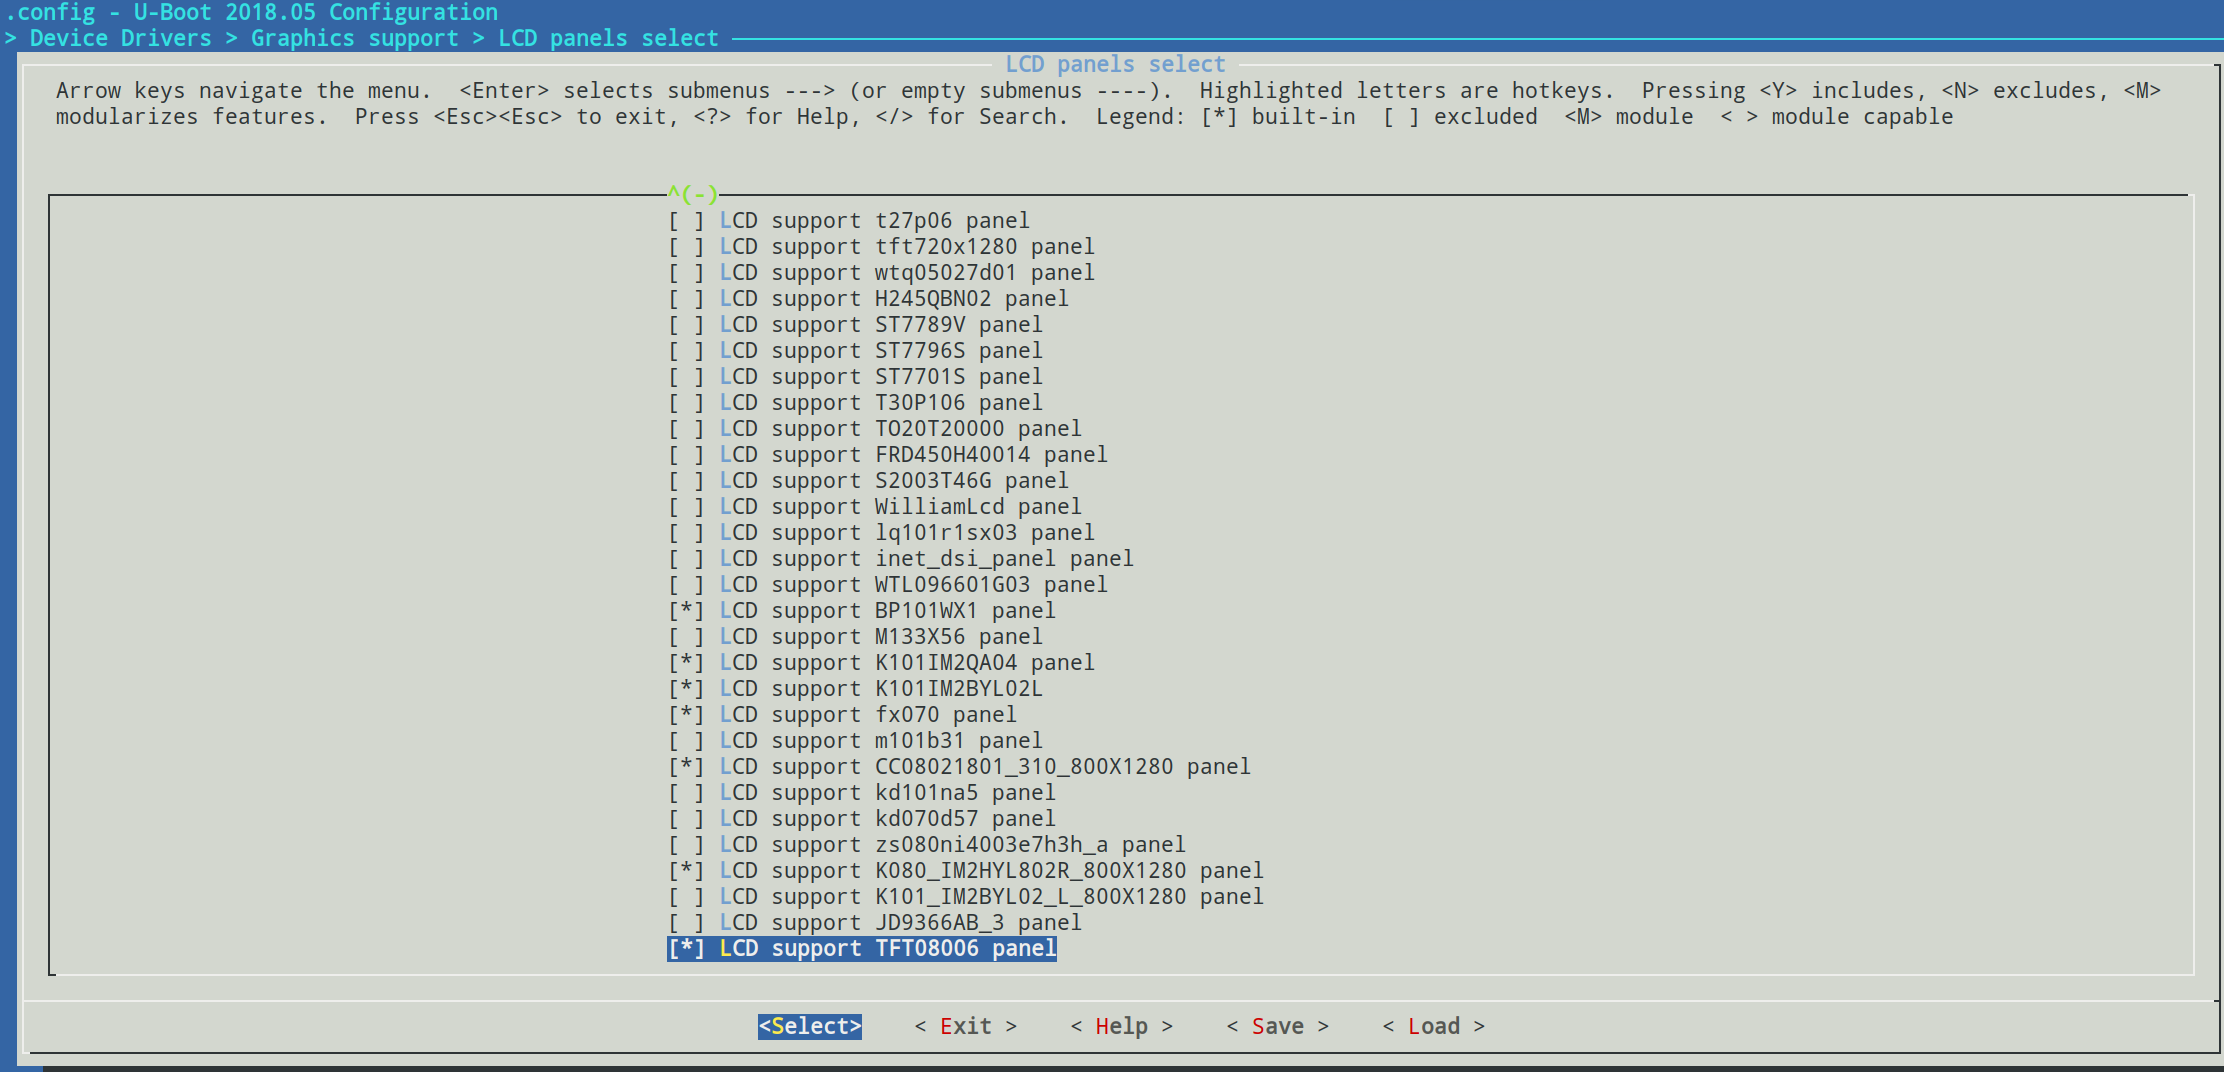 .config - U-Boot 2018.05 Configuration
> Device Drivers > Graphics support > LCD panels select
LCD panels select
Arrow keys navigate the menu.  <Enter> selects submenus ---> (or empty submenus ----).  Highlighted letters are hotkeys.  Pressing <Y> includes, <N> excludes, <M>
modularizes features.  Press <Esc><Esc> to exit, <?> for Help, </> for Search.  Legend: [*] built-in  [ ] excluded  <M> module  < > module capable
^(-)
[ ] LCD support t27p06 panel
[ ] LCD support tft720x1280 panel
[ ] LCD support wtq05027d01 panel
[ ] LCD support H245QBN02 panel
[ ] LCD support ST7789V panel
[ ] LCD support ST7796S panel
[ ] LCD support ST7701S panel
[ ] LCD support T30P106 panel
[ ] LCD support TO20T20000 panel
[ ] LCD support FRD450H40014 panel
[ ] LCD support S2003T46G panel
[ ] LCD support WilliamLcd panel
[ ] LCD support lq101r1sx03 panel
[ ] LCD support inet_dsi_panel panel
[ ] LCD support WTL096601G03 panel
[*] LCD support BP101WX1 panel
[ ] LCD support M133X56 panel
[*] LCD support K101IM2QA04 panel
[*] LCD support K101IM2BYL02L
[*] LCD support fx070 panel
[ ] LCD support m101b31 panel
[*] LCD support CC08021801_310_800X1280 panel
[ ] LCD support kd101na5 panel
[ ] LCD support kd070d57 panel
[ ] LCD support zs080ni4003e7h3h_a panel
[*] LCD support K080_IM2HYL802R_800X1280 panel
[ ] LCD support K101_IM2BYL02_L_800X1280 panel
[ ] LCD support JD9366AB_3 panel
[*] LCD support TFT08006 panel
<Select>    < Exit >    < Help >    < Save >    < Load >